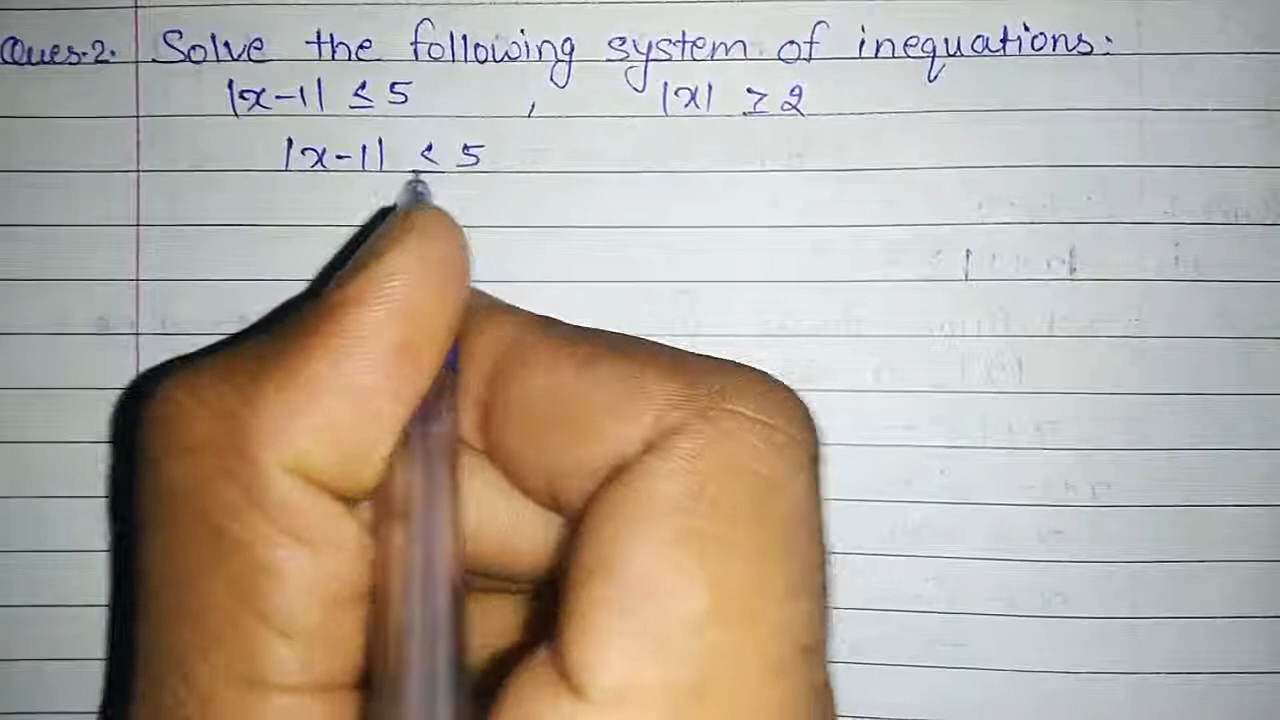 Ques.2. Solve the following system of inequations:
|x-1| ≤ 5 , |x| ≥ 2
|x-1| ≤ 5